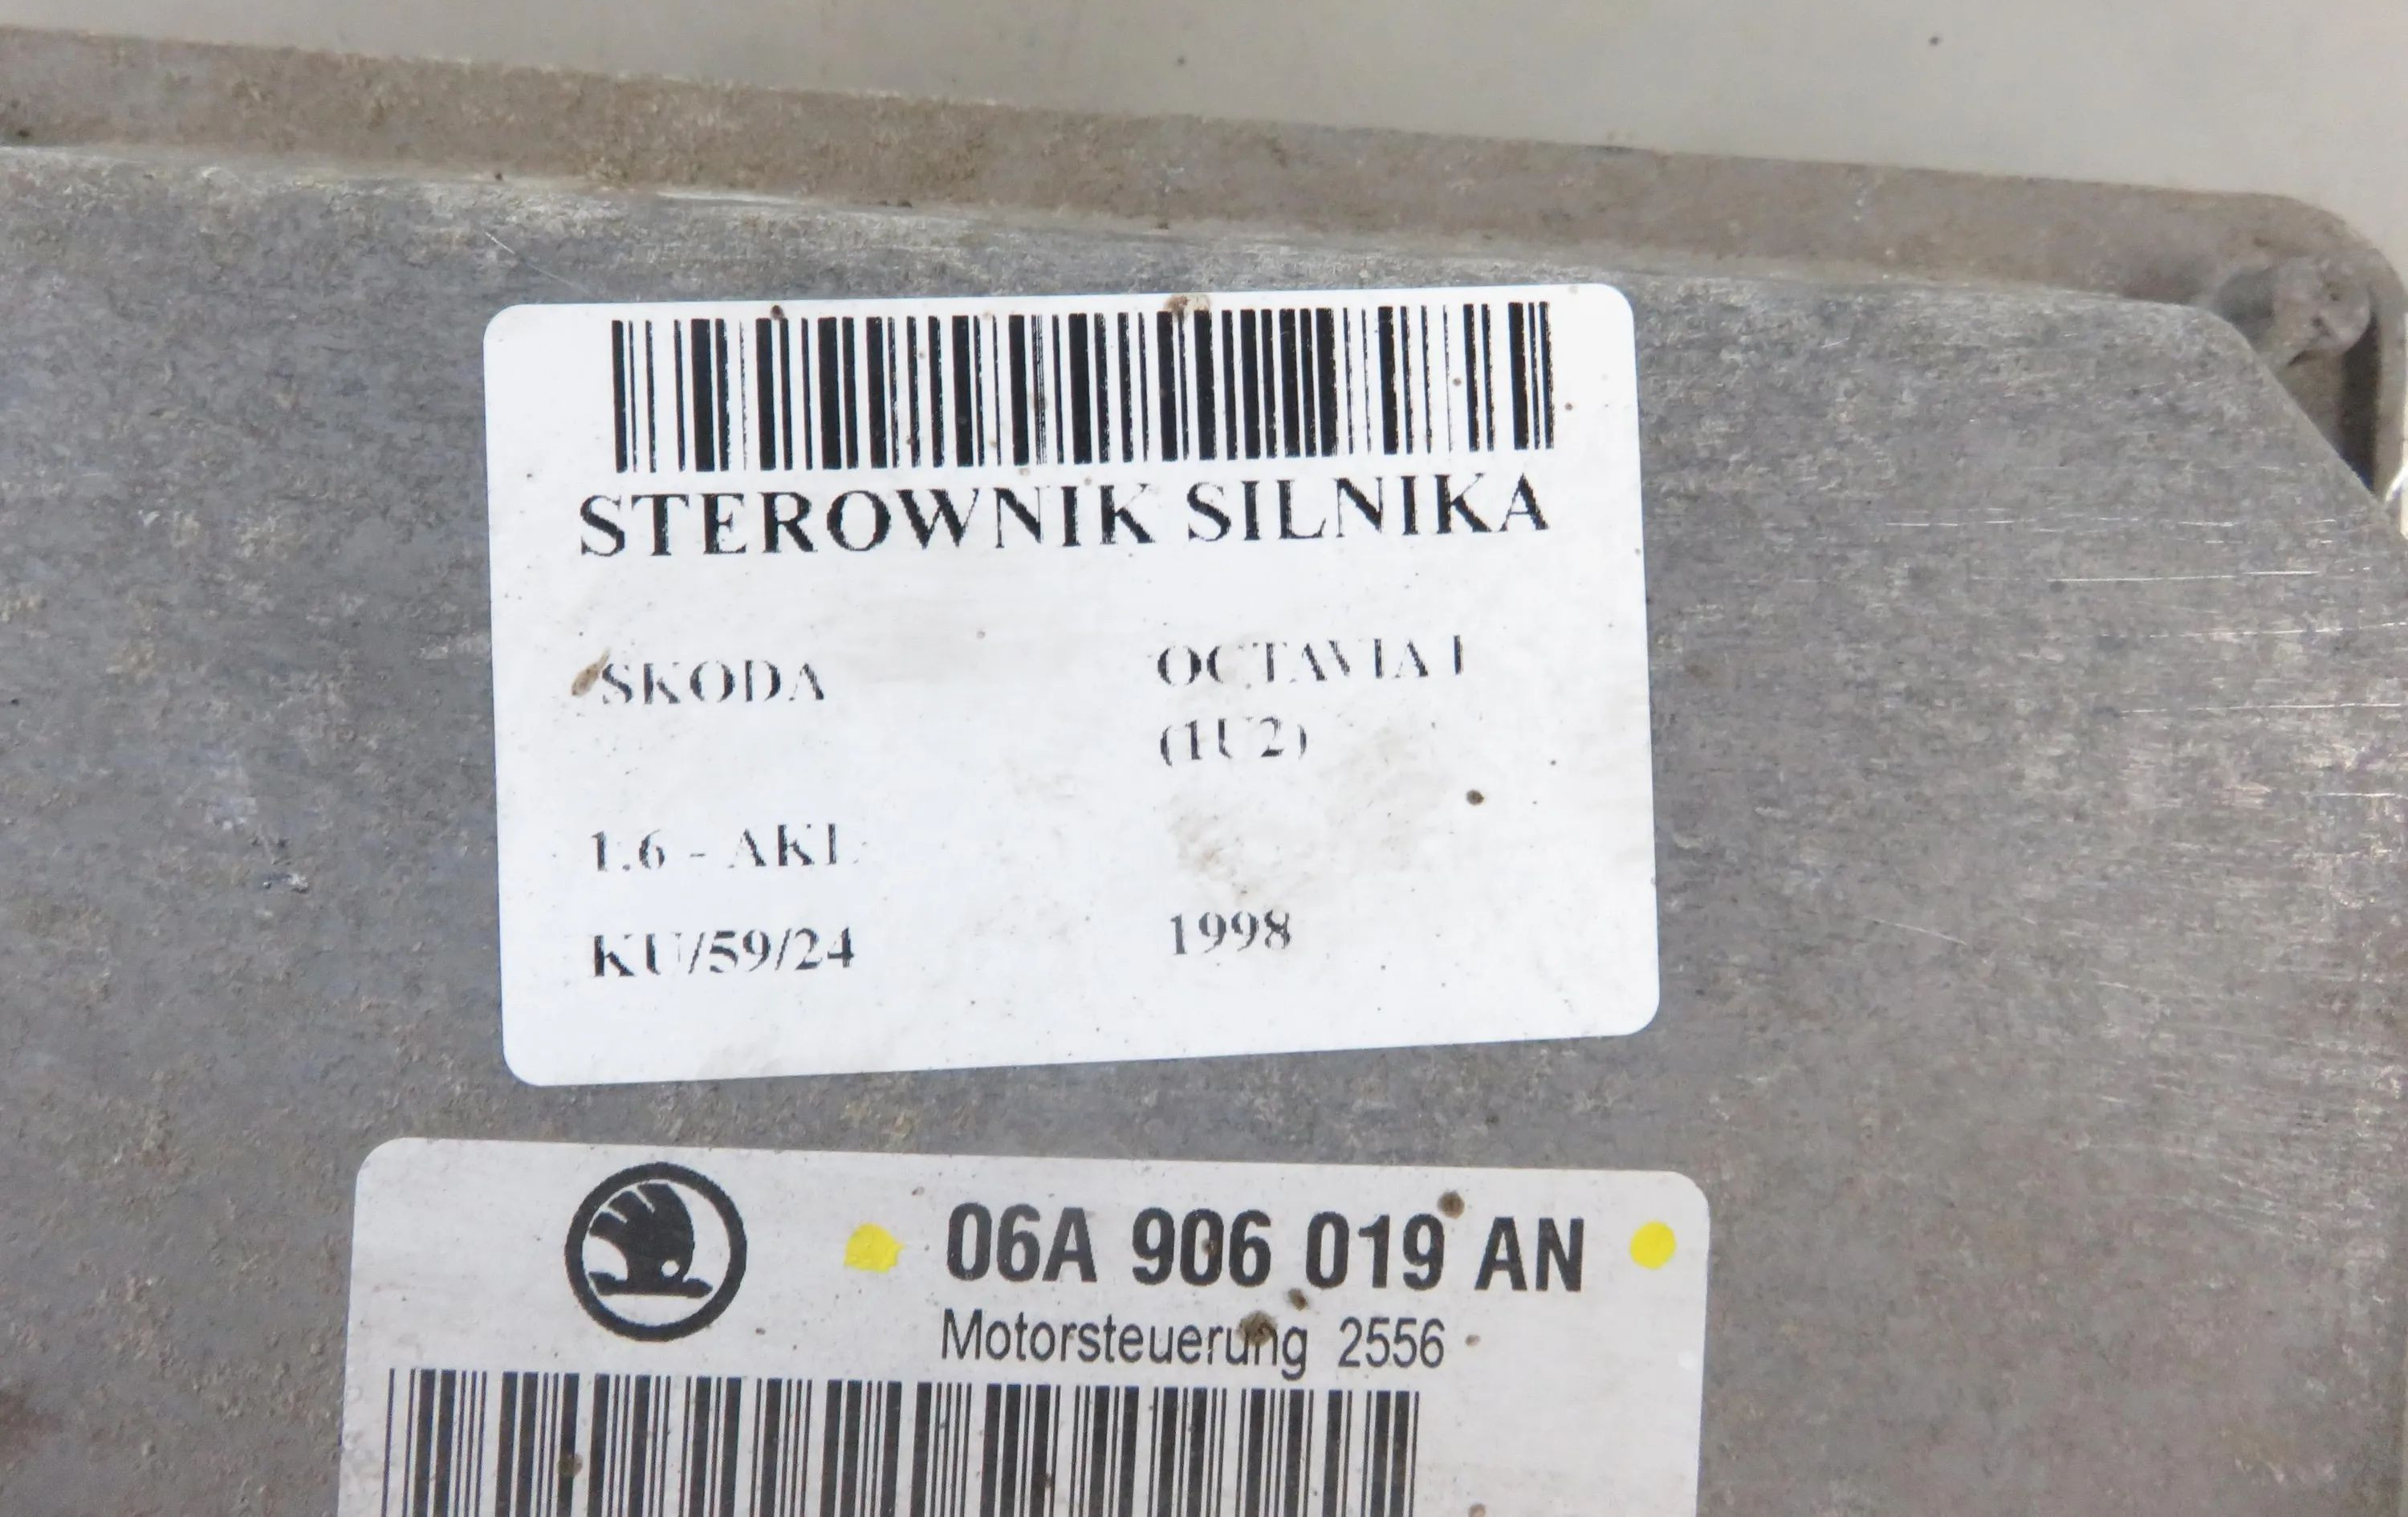 STEROWNIK SILNIKA
SKODA OCTAVIA I
(1U2)
1.6 - AKL
KU/59/24 1998
06A 906 019 AN
Motorsteuerung 2556